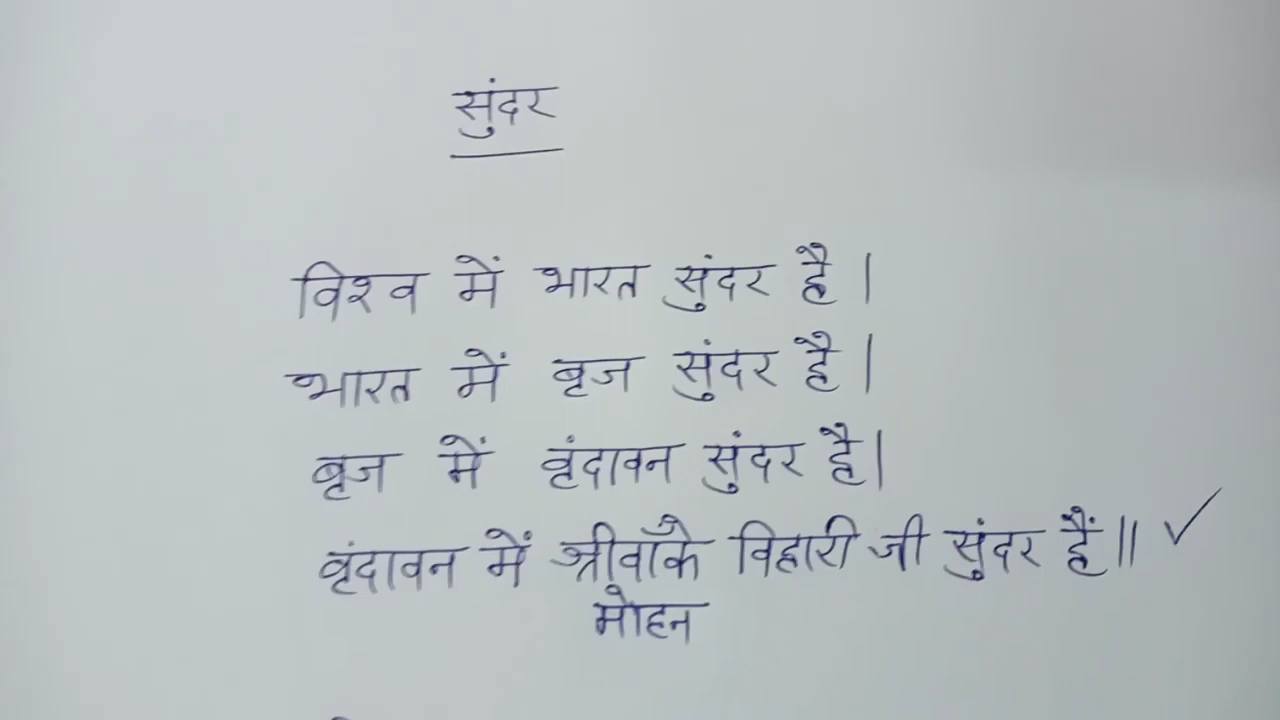 सुंदर
विश्व में भारत सुंदर है।
भारत में बृज सुंदर है।
बृज में वृंदावन सुंदर है।
वृंदावन में श्रीवाँके विहारी जी सुंदर हैं॥ ✓
मोहन